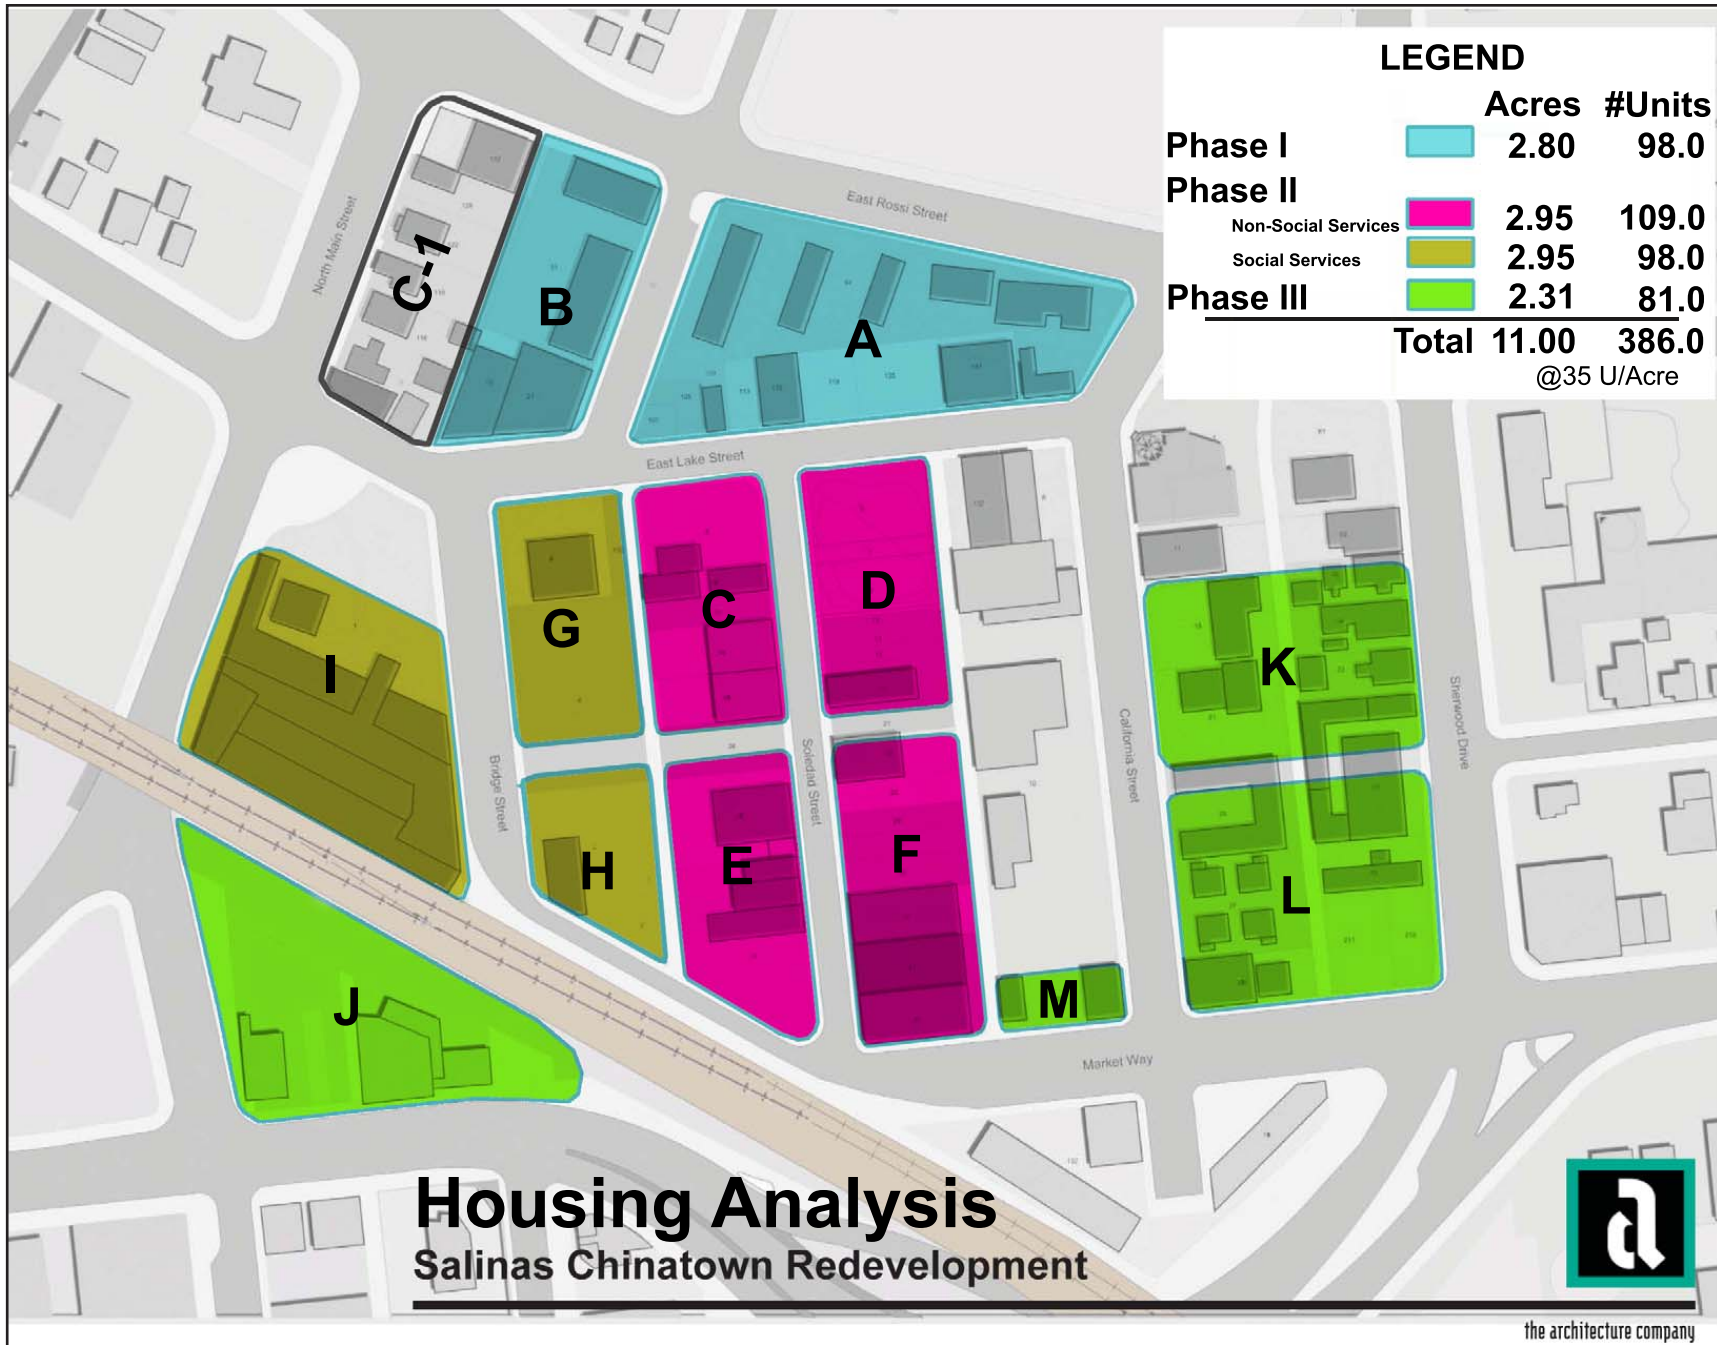 LEGEND
Acres #Units
Phase I 2.80 98.0
Phase II
Non-Social Services 2.95 109.0
Social Services 2.95 98.0
Phase III 2.31 81.0
Total 11.00 386.0
@35 U/Acre
East Rossi Street
North Main Street
C-1
B
A
East Lake Street
G
C
D
I
K
Bridge Street
Soledad Street
California Street
Sherwood Drive
H
E
F
L
J
M
Market Way
Housing Analysis
Salinas Chinatown Redevelopment
a
the architecture company